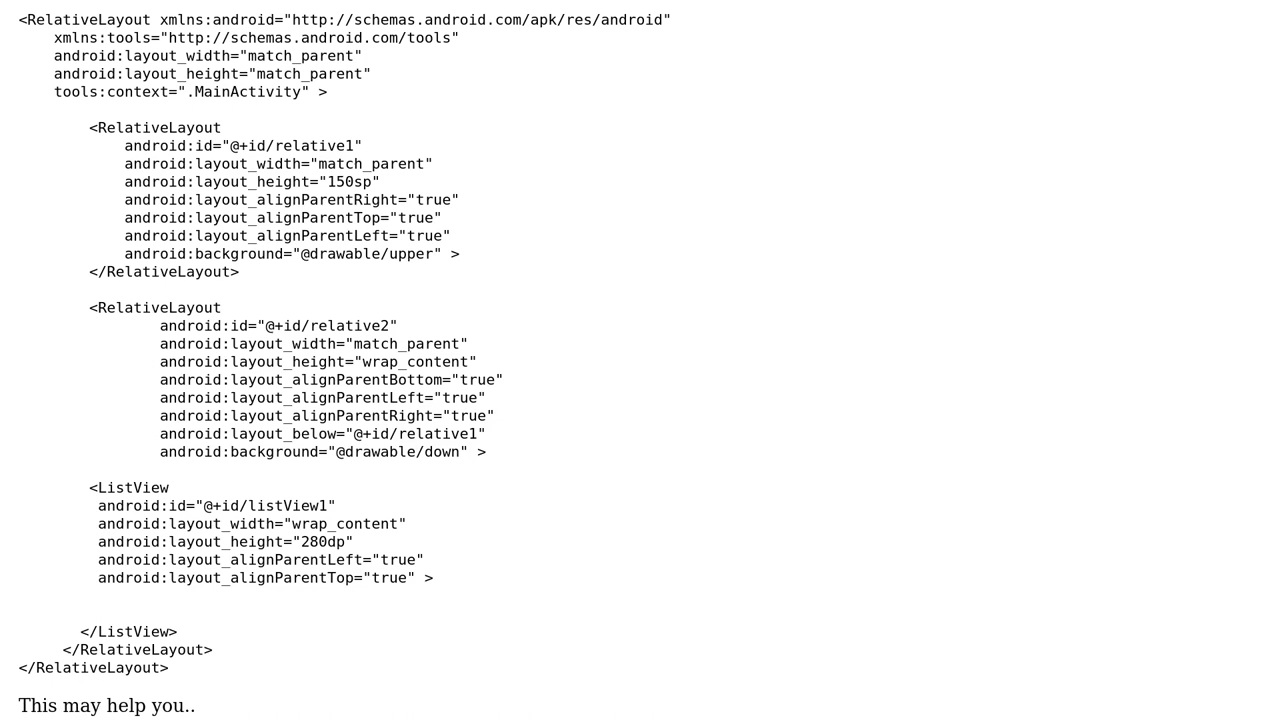 <RelativeLayout xmlns:android="http://schemas.android.com/apk/res/android"
    xmlns:tools="http://schemas.android.com/tools"
    android:layout_width="match_parent"
    android:layout_height="match_parent"
    tools:context=".MainActivity" >

        <RelativeLayout
            android:id="@+id/relative1"
            android:layout_width="match_parent"
            android:layout_height="150sp"
            android:layout_alignParentRight="true"
            android:layout_alignParentTop="true"
            android:layout_alignParentLeft="true"
            android:background="@drawable/upper" >
        </RelativeLayout>

        <RelativeLayout
                android:id="@+id/relative2"
                android:layout_width="match_parent"
                android:layout_height="wrap_content"
                android:layout_alignParentBottom="true"
                android:layout_alignParentLeft="true"
                android:layout_alignParentRight="true"
                android:layout_below="@+id/relative1"
                android:background="@drawable/down" >

        <ListView
         android:id="@+id/listView1"
         android:layout_width="wrap_content"
         android:layout_height="280dp"
         android:layout_alignParentLeft="true"
         android:layout_alignParentTop="true" >


       </ListView>
     </RelativeLayout>
</RelativeLayout>

This may help you..